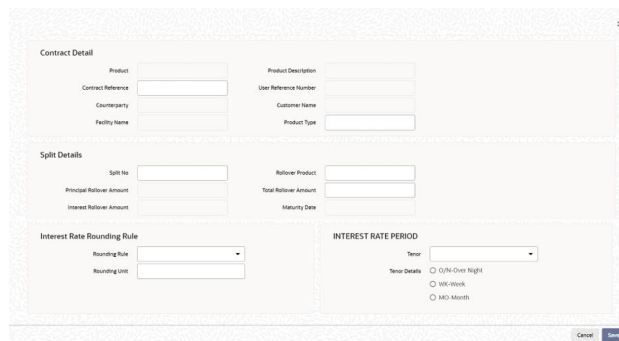 Contract Detail
Product Product Description
Contract Reference User Reference Number
Counterparty Customer Name
Facility Name Product Type
Split Details
Split No Rollover Product
Principal Rollover Amount Total Rollover Amount
Interest Rollover Amount Maturity Date
Interest Rate Rounding Rule INTEREST RATE PERIOD
Rounding Rule Tenor
Rounding Unit Tenor Details O/N-Over Night
WK-Week
MO-Month
Cancel Save